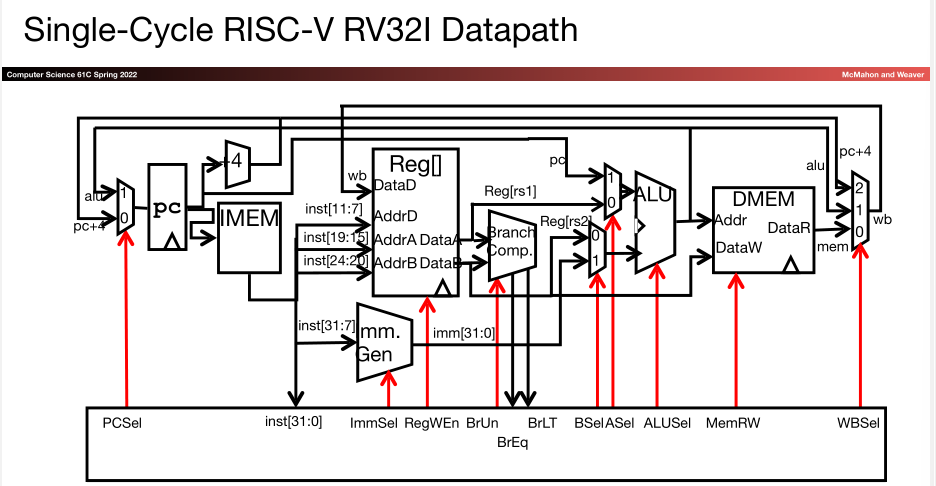 Single-Cycle RISC-V RV32I Datapath
Computer Science 61C Spring 2022
McMahon and Weaver
+4
pc
alu
1
0
pc+4
pc
IMEM
wb
Reg[]
DataD
inst[11:7]
AddrD
inst[19:15]
AddrA DataA
inst[24:20]
AddrB DataB
Reg[rs1]
Branch
Comp.
Reg[rs2]
1
0
0
1
ALU
DMEM
Addr
DataR
DataW
alu
pc+4
2
1
0
wb
mem
inst[31:7]
mm.
Gen
imm[31:0]
PCSel
inst[31:0]
ImmSel
RegWEn
BrUn
BrEq
BrLT
BSel
ASel
ALUSel
MemRW
WBSel